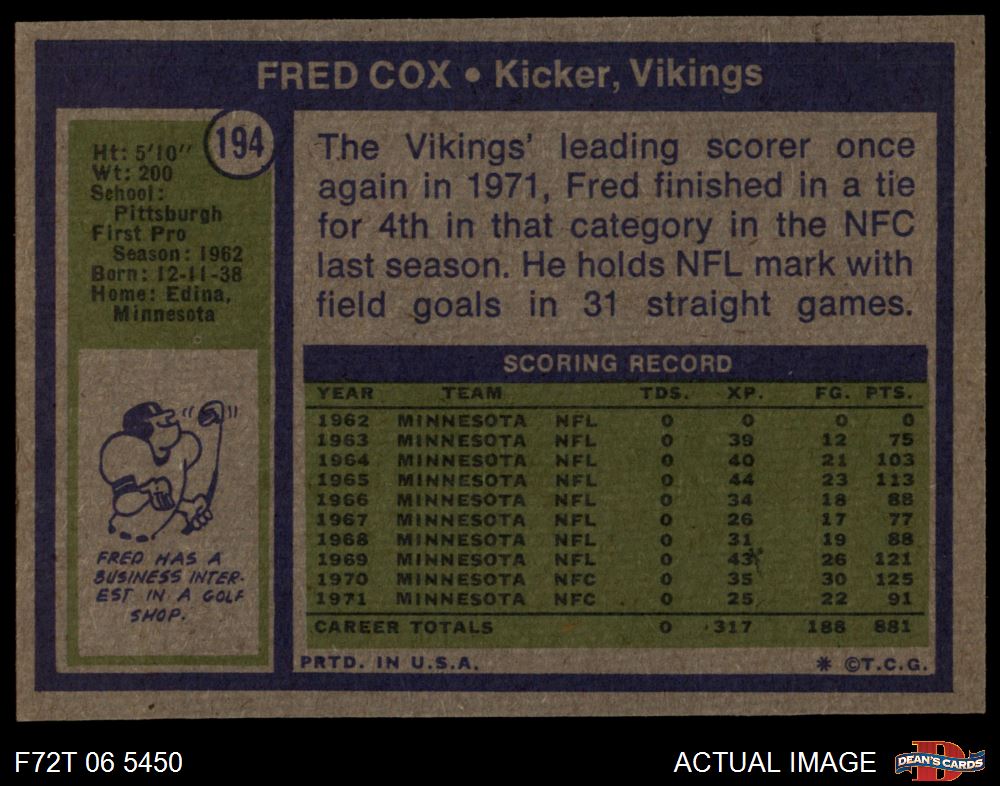 FRED COX • Kicker, Vikings
194
Ht: 5'10"
Wt: 200
School:
Pittsburgh
First Pro
Season: 1962
Born: 12-11-38
Home: Edina,
Minnesota
FRED HAS A
BUSINESS INTER-
EST IN A GOLF
SHOP.
The Vikings' leading scorer once
again in 1971, Fred finished in a tie
for 4th in that category in the NFC
last season. He holds NFL mark with
field goals in 31 straight games.
SCORING RECORD
YEAR TEAM TDS. XP. FG. PTS.
1962 MINNESOTA NFL 0 0 0 0
1963 MINNESOTA NFL 0 39 12 75
1964 MINNESOTA NFL 0 40 21 103
1965 MINNESOTA NFL 0 44 23 113
1966 MINNESOTA NFL 0 34 18 88
1967 MINNESOTA NFL 0 26 17 77
1968 MINNESOTA NFL 0 31 19 88
1969 MINNESOTA NFL 0 43 26 121
1970 MINNESOTA NFC 0 35 30 125
1971 MINNESOTA NFC 0 25 22 91
CAREER TOTALS 0 317 188 881
PRTD. IN U.S.A. * ©T.C.G.
F72T 06 5450 ACTUAL IMAGE
D
DEAN'S CARDS